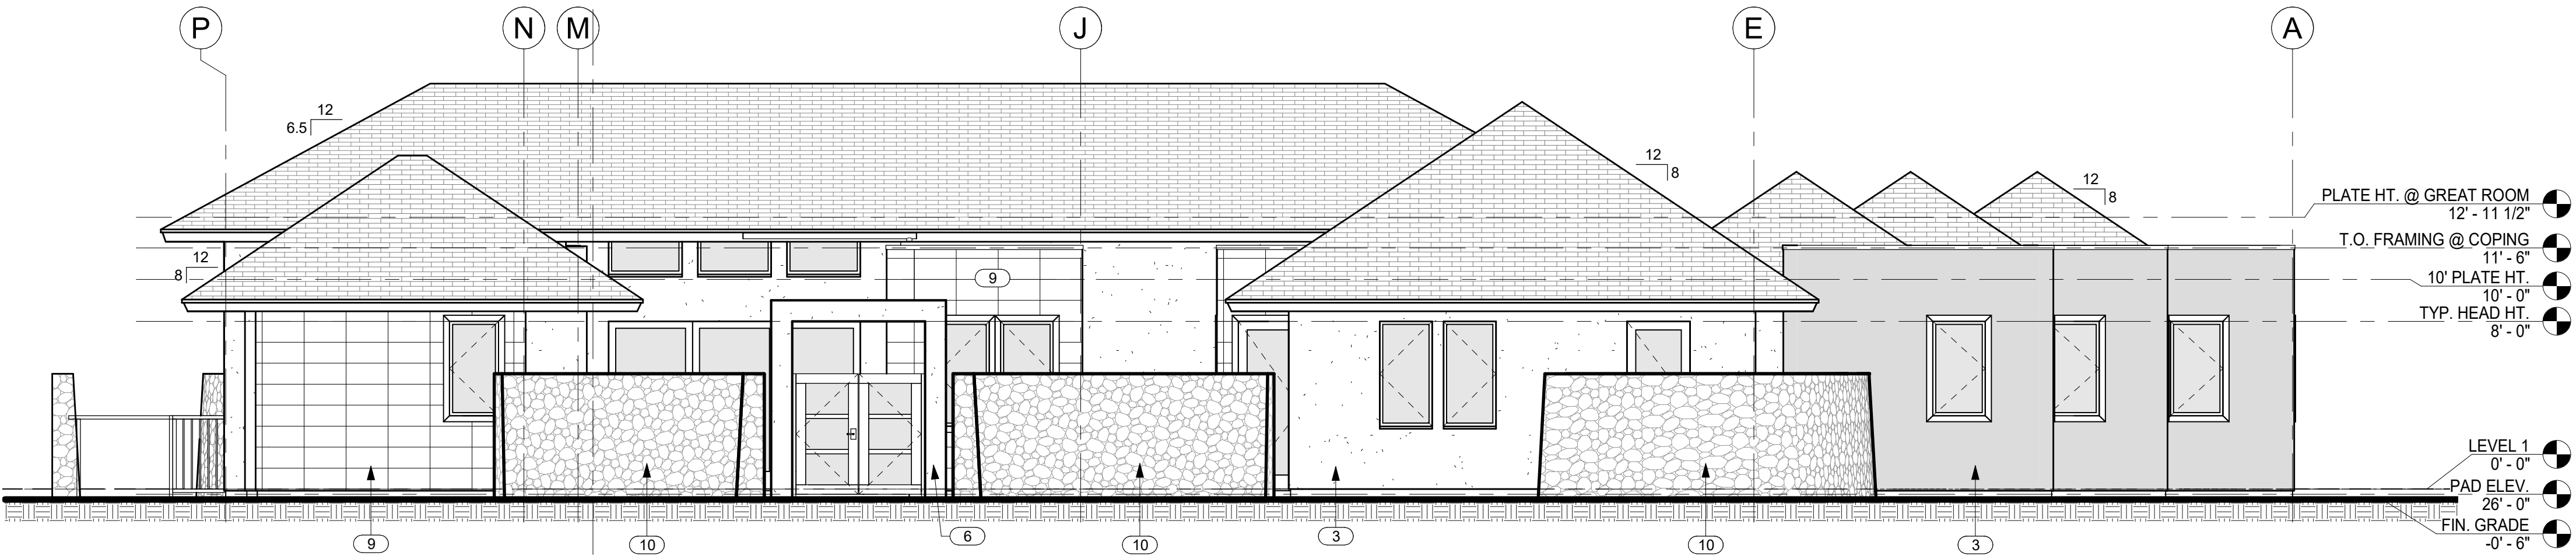 P
N
M
J
E
A
12
6.5
12
8
12
8
12
8
9
PLATE HT. @ GREAT ROOM
12' - 11 1/2"
T.O. FRAMING @ COPING
11' - 6"
10' PLATE HT.
10' - 0"
TYP. HEAD HT.
8' - 0"
LEVEL 1
0' - 0"
PAD ELEV.
26' - 0"
FIN. GRADE
-0' - 6"
9
10
6
10
3
10
3